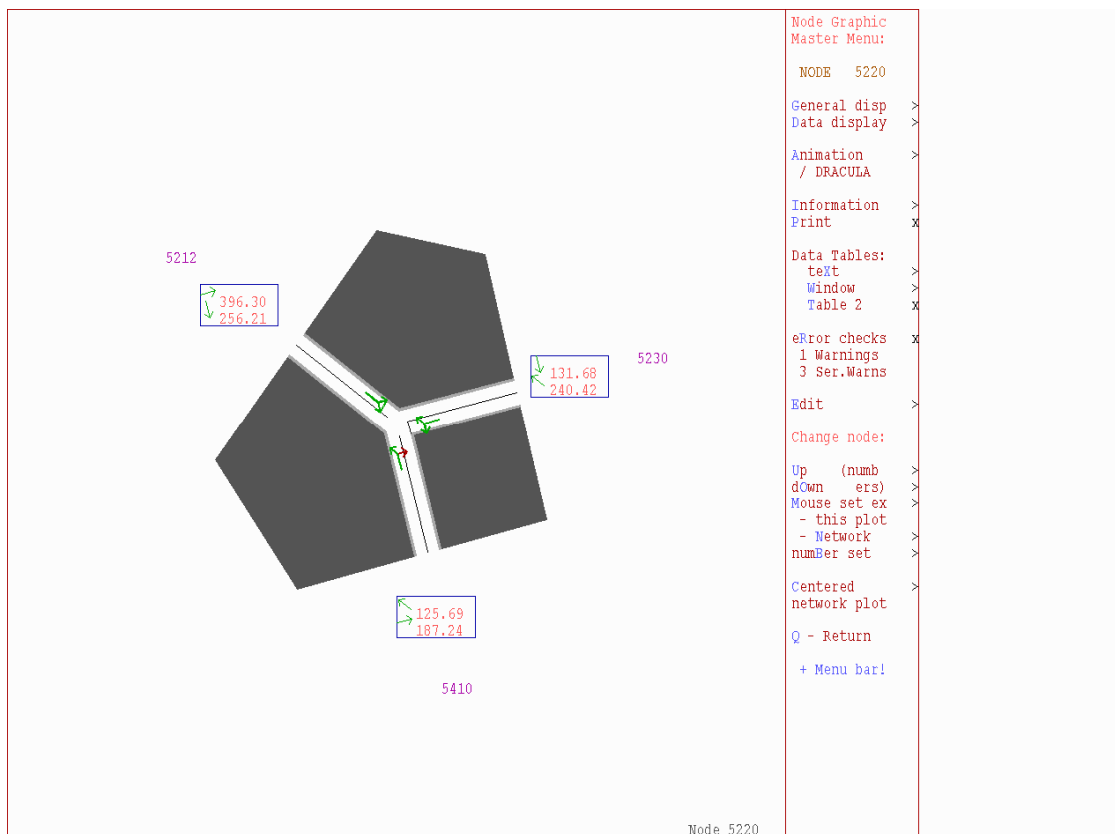 5212
396.30
256.21
5230
131.68
240.42
125.69
187.24
5410
Node 5220
Node Graphic
Master Menu:
NODE 5220
General disp >
Data display >
Animation >
/ DRACULA
Information >
Print x
Data Tables:
teXt >
Window >
Table 2 x
eRror checks x
1 Warnings
3 Ser.Warns
Edit >
Change node:
Up (numb >
dOwn ers) >
Mouse set ex >
- this plot
- Network >
numBer set >
Centered >
network plot
Q - Return
+ Menu bar!